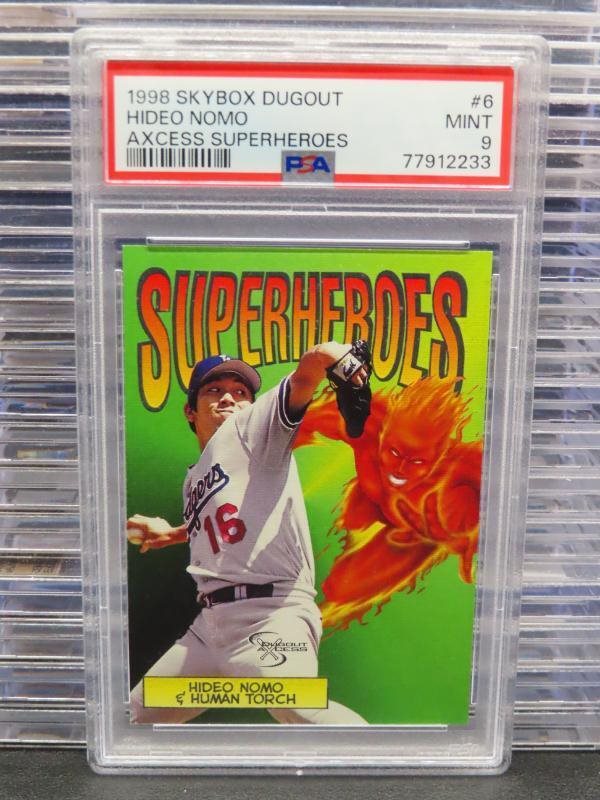 1998 SKYBOX DUGOUT #6
HIDEO NOMO MINT
AXCESS SUPERHEROES 9
PSA 77912233
SUPERHEROES
Dodgers
16
DUGOUT
AXCESS
HIDEO NOMO
& HUMAN TORCH